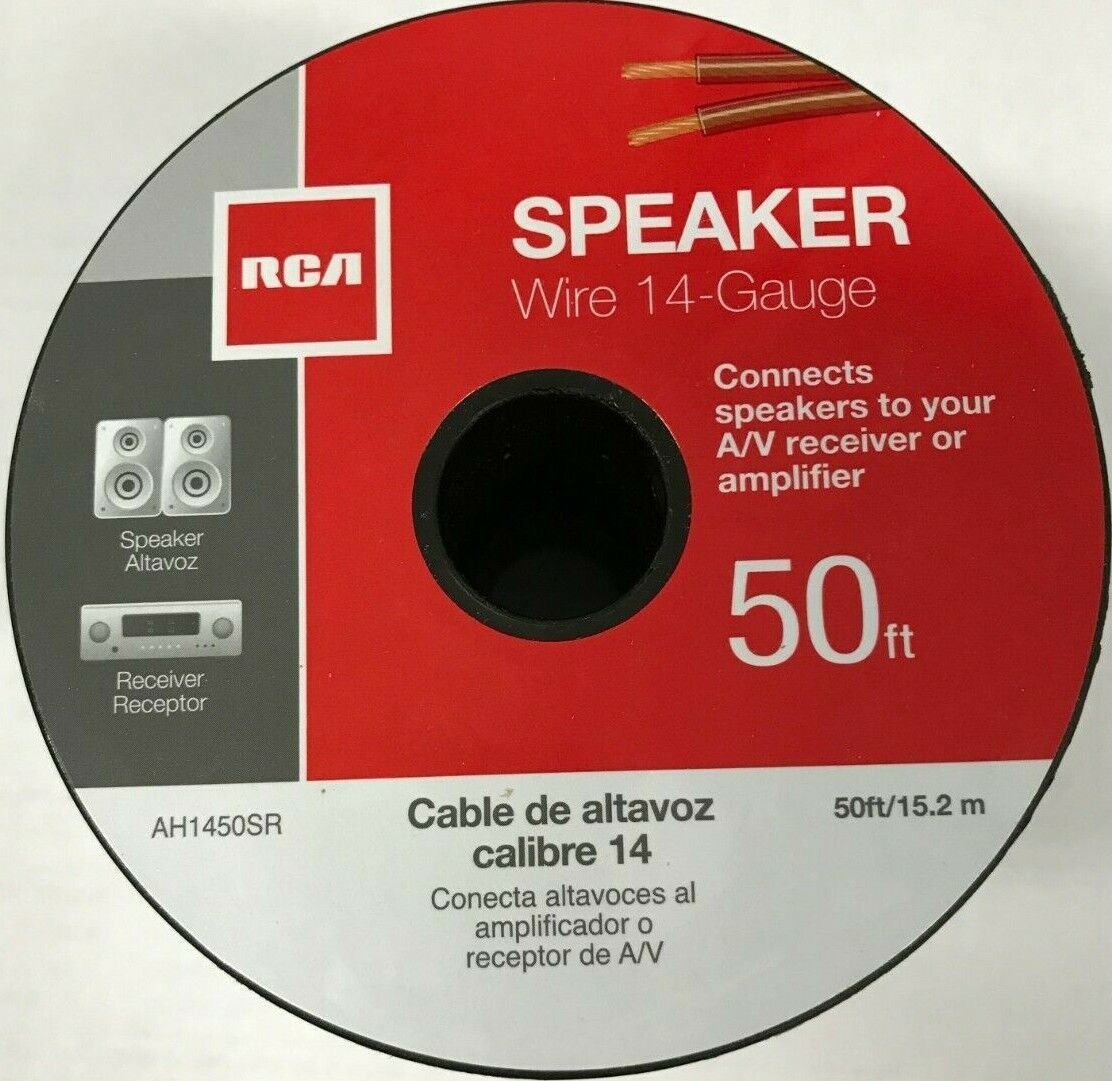 RCA
SPEAKER
Wire 14-Gauge
Connects
speakers to your
A/V receiver or
amplifier
50ft
Speaker
Altavoz
Receiver
Receptor
AH1450SR
Cable de altavoz
calibre 14
Conecta altavoces al
amplificador o
receptor de A/V
50ft/15.2 m